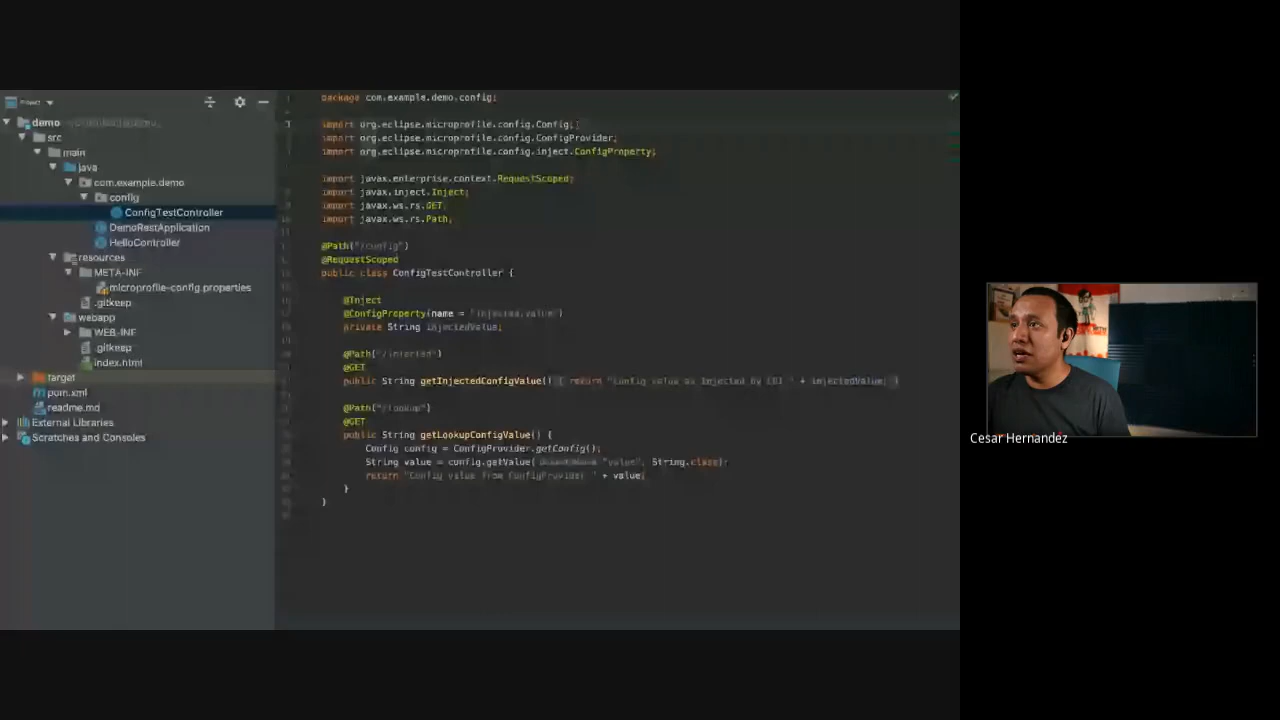 Project
demo
src
main
java
com.example.demo
config
ConfigTestController
DemoRestApplication
HelloController
resources
META-INF
microprofile-config.properties
.gitkeep
webapp
WEB-INF
.gitkeep
index.html
target
pom.xml
readme.md
External Libraries
Scratches and Consoles
package com.example.demo.config;
import org.eclipse.microprofile.config.Config;
import org.eclipse.microprofile.config.ConfigProvider;
import org.eclipse.microprofile.config.inject.ConfigProperty;
import javax.enterprise.context.RequestScoped;
import javax.inject.Inject;
import javax.ws.rs.GET;
import javax.ws.rs.Path;
@Path("/config")
@RequestScoped
public class ConfigTestController {
@Inject
@ConfigProperty(name = "injected.value")
private String injectedValue;
@Path("/injected")
@GET
public String getInjectedConfigValue() { return "Config value as Injected by CDI " + injectedValue; }
@Path("/lookup")
@GET
public String getLookupConfigValue() {
Config config = ConfigProvider.getConfig();
String value = config.getValue( "value", String.class);
return "Config value from ConfigProvider " + value;
}
}
Cesar Hernandez